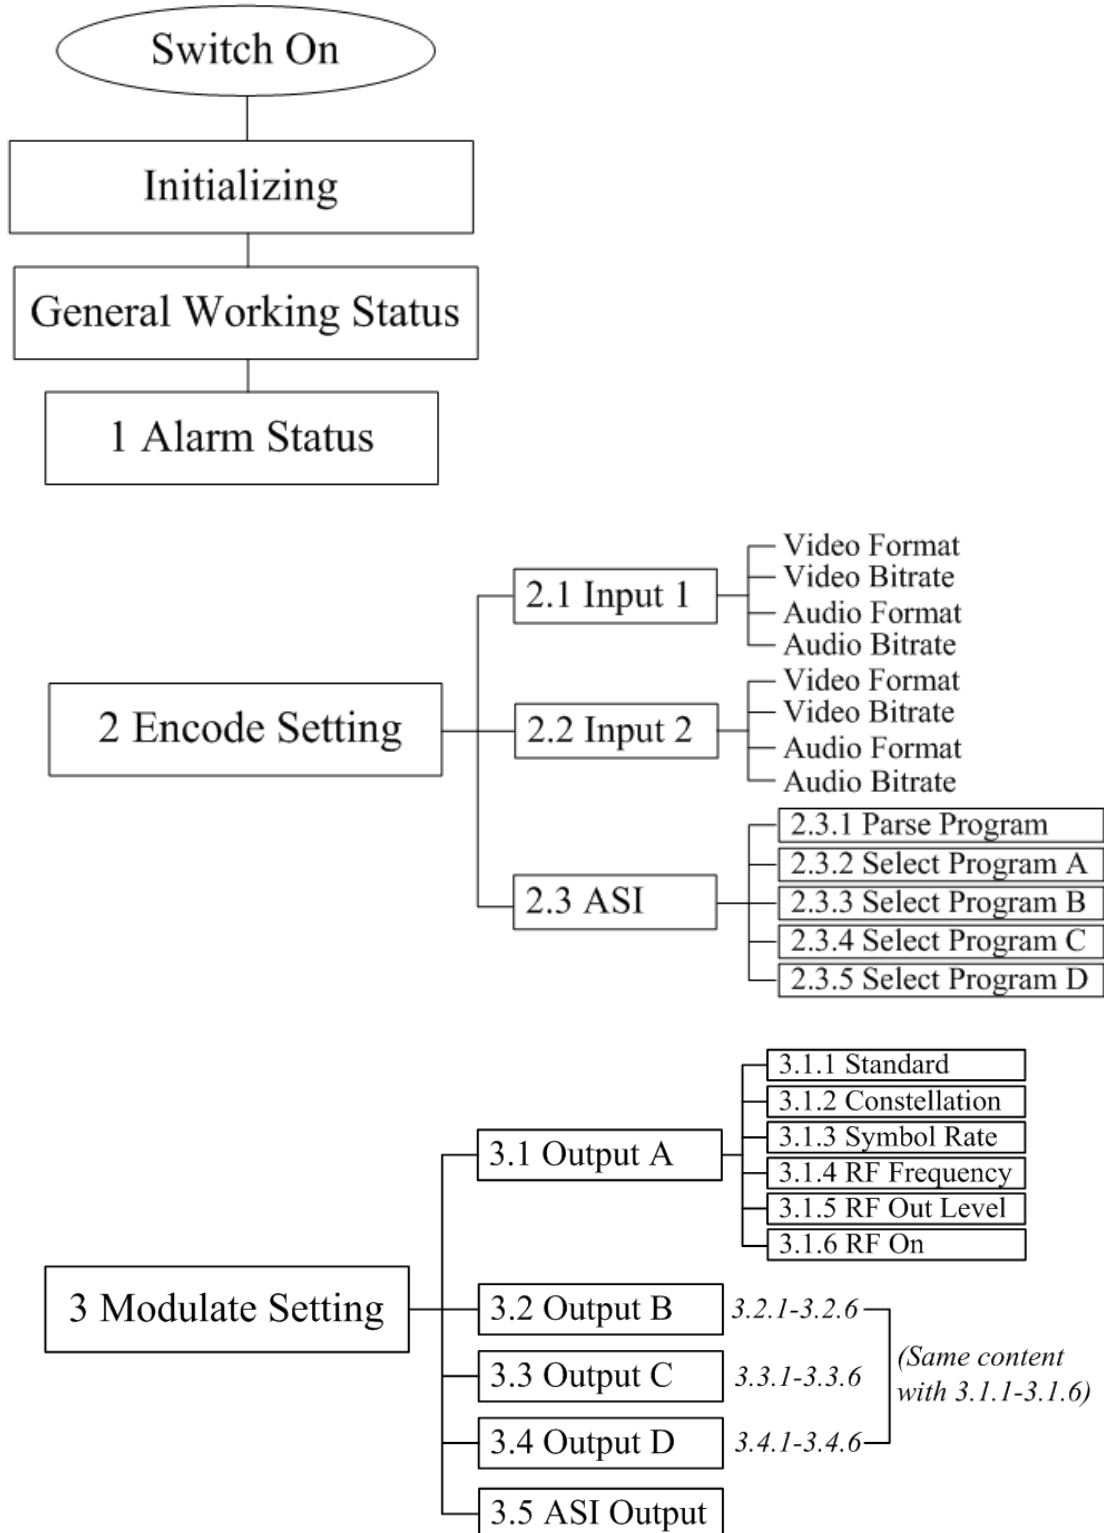 Switch On
Initializing
General Working Status
1 Alarm Status
2 Encode Setting
2.1 Input 1
Video Format
Video Bitrate
Audio Format
Audio Bitrate
2.2 Input 2
Video Format
Video Bitrate
Audio Format
Audio Bitrate
2.3 ASI
2.3.1 Parse Program
2.3.2 Select Program A
2.3.3 Select Program B
2.3.4 Select Program C
2.3.5 Select Program D
3 Modulate Setting
3.1 Output A
3.1.1 Standard
3.1.2 Constellation
3.1.3 Symbol Rate
3.1.4 RF Frequency
3.1.5 RF Out Level
3.1.6 RF On
3.2 Output B
3.2.1-3.2.6
3.3 Output C
3.3.1-3.3.6
3.4 Output D
3.4.1-3.4.6
(Same content
with 3.1.1-3.1.6)
3.5 ASI Output